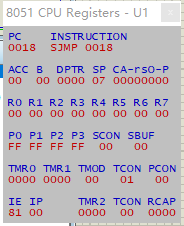 8051 CPU Registers - U1
PC INSTRUCTION
0018 SJMP 0018
ACC B DPTR SP CA-rsO-P
00 00 0000 07 00000000
R0 R1 R2 R3 R4 R5 R6 R7
00 00 00 00 00 00 00 00
P0 P1 P2 P3 SCON SBUF
FF FF FF FF 00 00
TMR0 TMR1 TMOD TCON PCON
0000 0000 00 01 00
IE IP TMR2 TCON RCAP
81 00 0000 00 0000